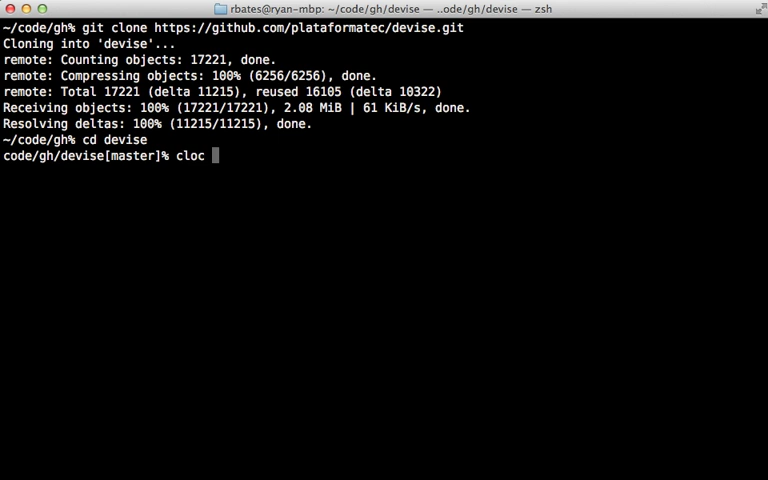 rbates@ryan-mbp: ~/code/gh/devise — ..ode/gh/devise — zsh
~/code/gh% git clone https://github.com/plataformatec/devise.git
Cloning into 'devise'...
remote: Counting objects: 17221, done.
remote: Compressing objects: 100% (6256/6256), done.
remote: Total 17221 (delta 11215), reused 16105 (delta 10322)
Receiving objects: 100% (17221/17221), 2.08 MiB | 61 KiB/s, done.
Resolving deltas: 100% (11215/11215), done.
~/code/gh% cd devise
code/gh/devise[master]% cloc